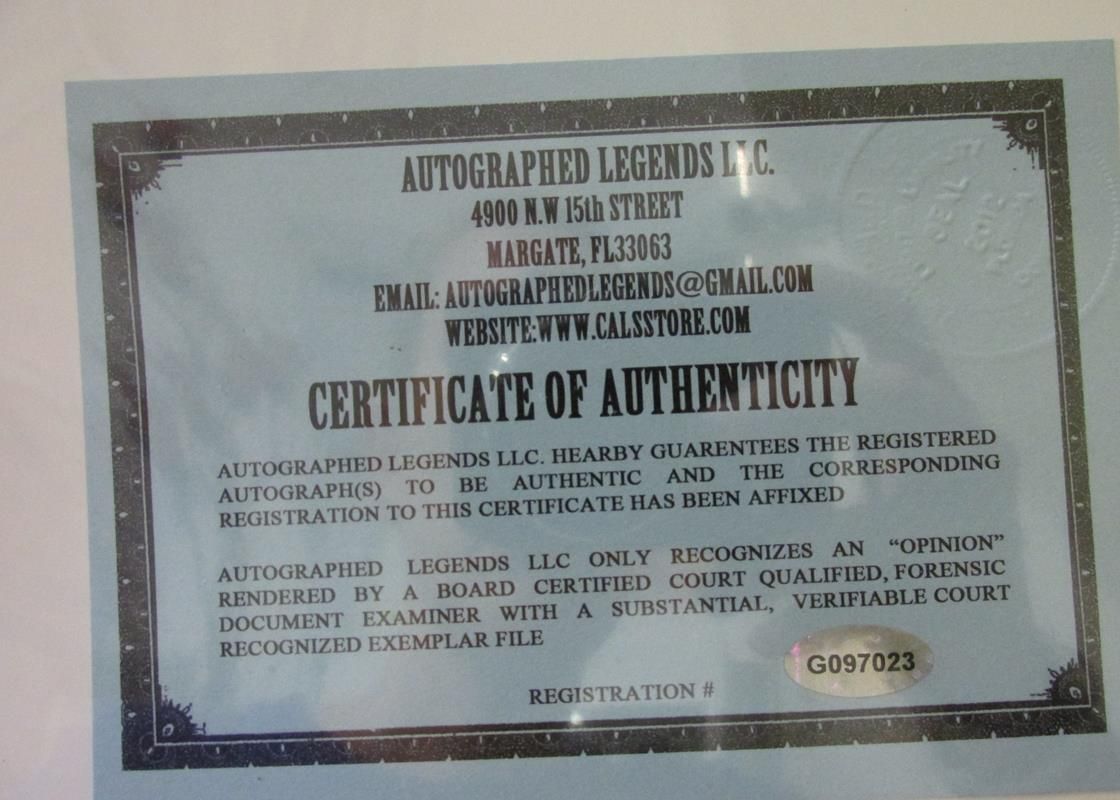 AUTOGRAPHED LEGENDS LLC.
4900 N.W 15th STREET
MARGATE, FL33063
EMAIL: AUTOGRAPHEDLEGENDS@GMAIL.COM
WEBSITE:WWW.CALSSTORE.COM
CERTIFICATE OF AUTHENTICITY
AUTOGRAPHED LEGENDS LLC. HEARBY GUARENTEES THE REGISTERED
AUTOGRAPH(S) TO BE AUTHENTIC AND THE CORRESPONDING
REGISTRATION TO THIS CERTIFICATE HAS BEEN AFFIXED
AUTOGRAPHED LEGENDS LLC ONLY RECOGNIZES AN “OPINION”
RENDERED BY A BOARD CERTIFIED COURT QUALIFIED, FORENSIC
DOCUMENT EXAMINER WITH A SUBSTANTIAL, VERIFIABLE COURT
RECOGNIZED EXEMPLAR FILE
REGISTRATION #
G097023
SEAL
2012